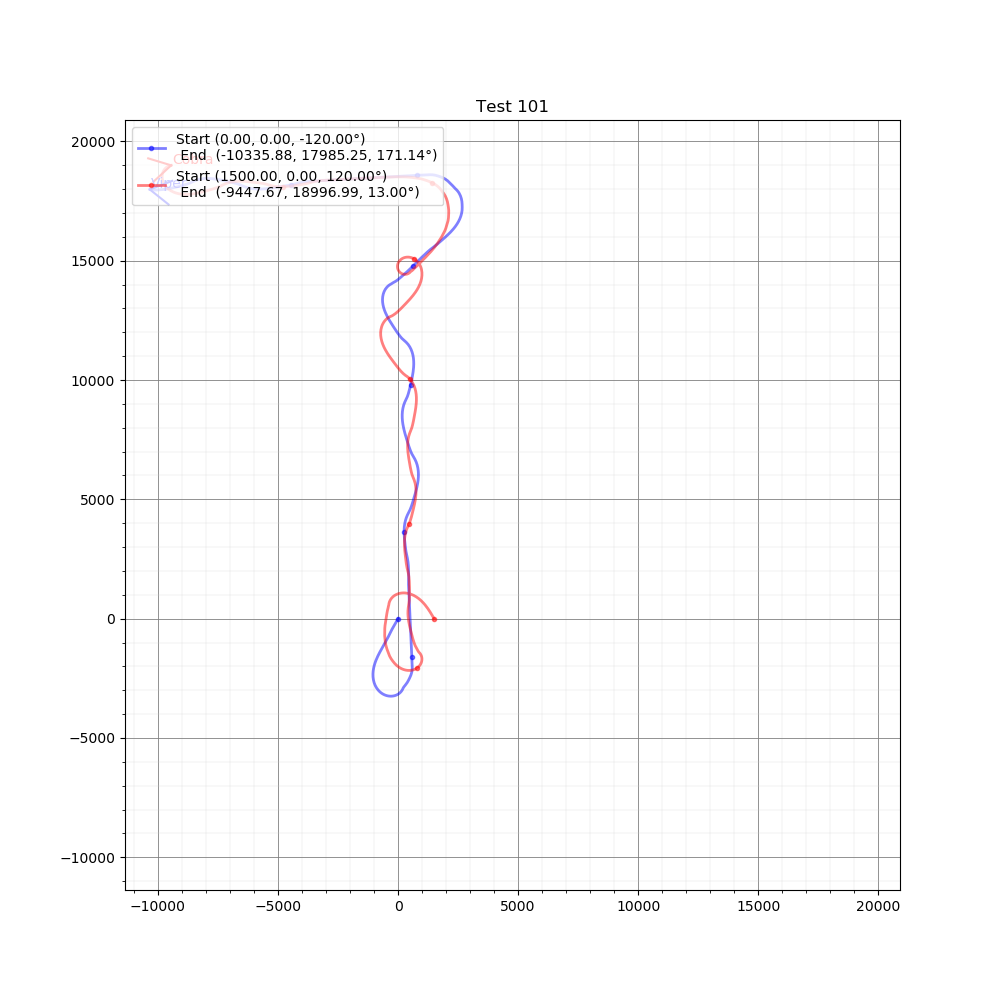 Test 101
Start (0.00, 0.00, -120.00°)
End (-10335.88, 17985.25, 171.14°)
Start (1500.00, 0.00, 120.00°)
End (-9447.67, 18996.99, 13.00°)
Cobra
Viper
20000
15000
10000
5000
0
−5000
−10000
−10000 −5000 0 5000 10000 15000 20000